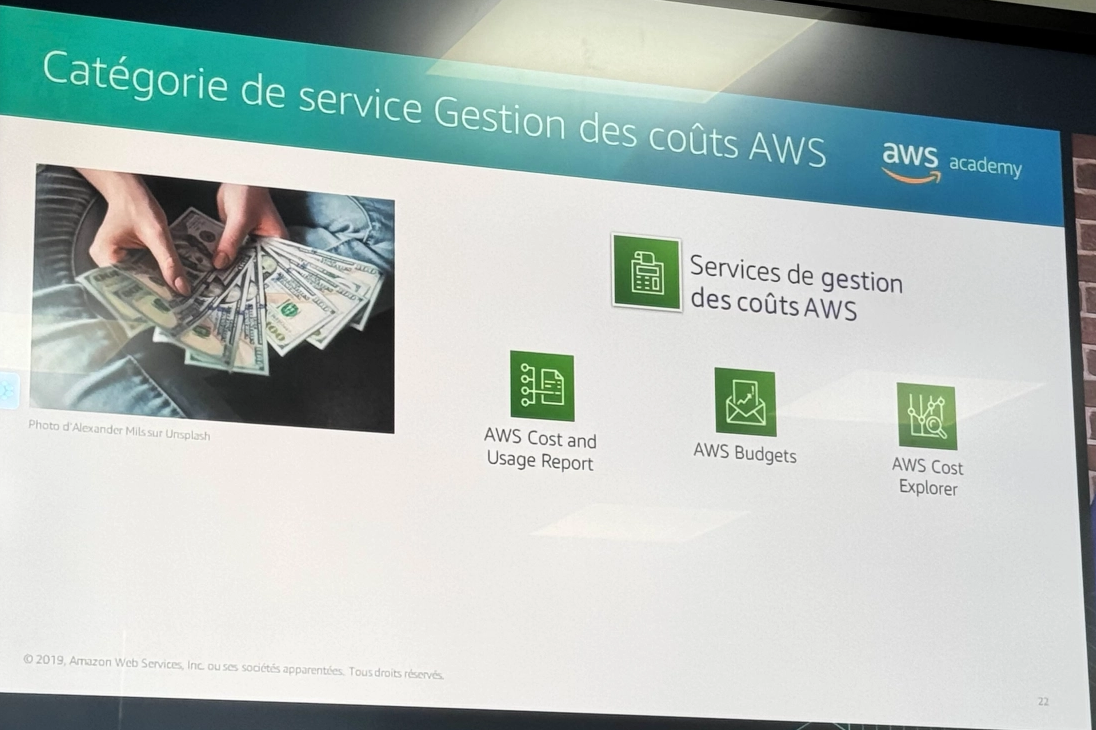 Catégorie de service Gestion des coûts AWS
aws academy
Services de gestion
des coûts AWS
AWS Cost and
Usage Report
AWS Budgets
AWS Cost
Explorer
Photo d'Alexander Mils sur Unsplash
© 2019, Amazon Web Services, Inc. ou ses sociétés apparentées. Tous droits réservés.
22